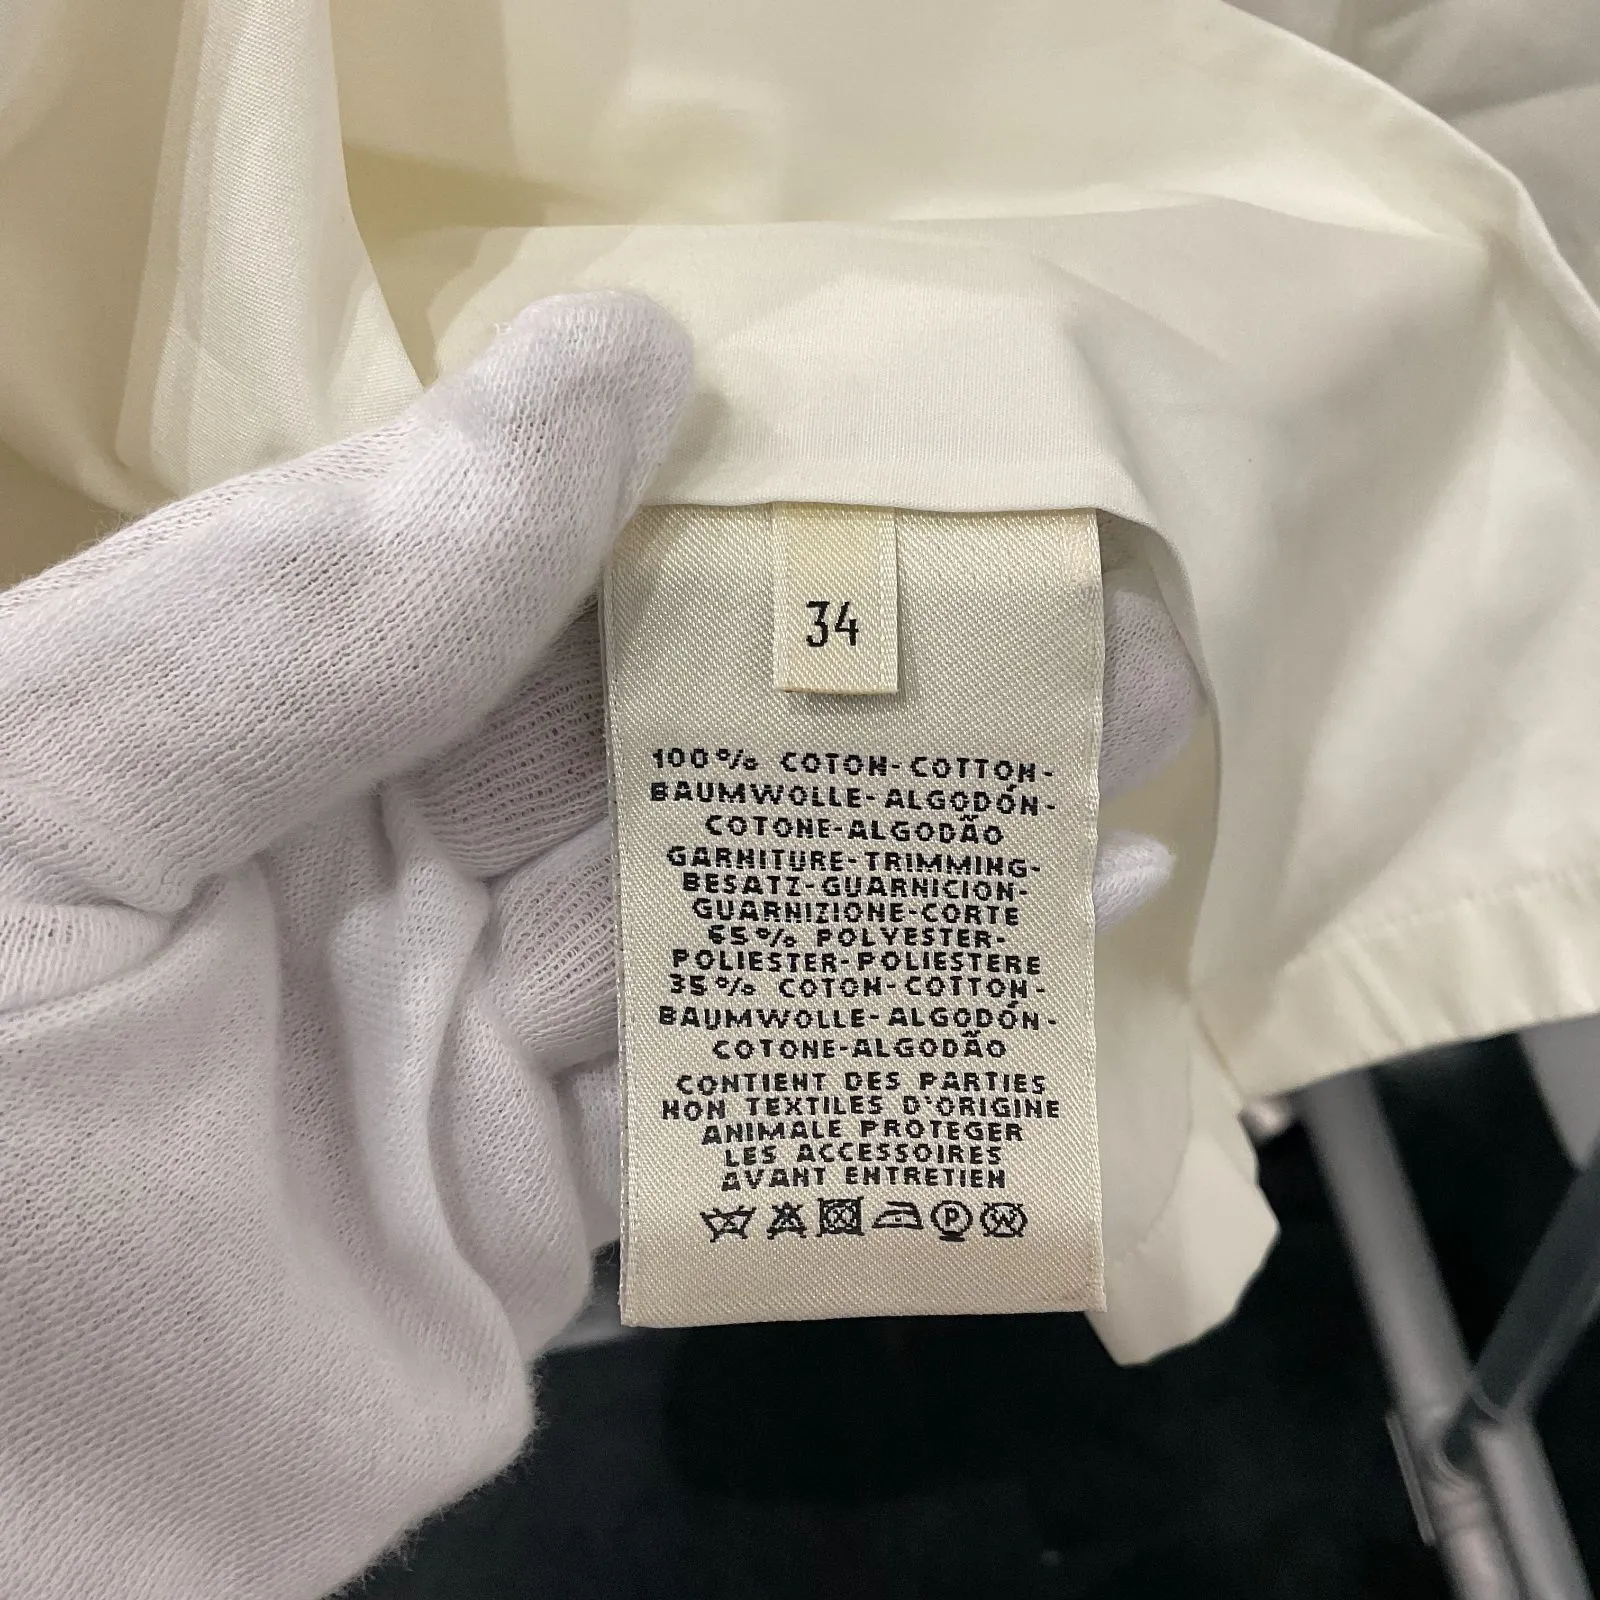 34
100% COTON-COTTON-
BAUMWOLLE-ALGODÓN-
COTONE-ALGODÃO
GARNITURE-TRIMMING-
BESATZ-GUARNICION-
GUARNIZIONE-CORTE
65% POLYESTER-
POLIESTER-POLIESTERE
35% COTON-COTTON-
BAUMWOLLE-ALGODÓN-
COTONE-ALGODÃO
CONTIENT DES PARTIES
NON TEXTILES D'ORIGINE
ANIMALE PROTEGER
LES ACCESSOIRES
AVANT ENTRETIEN
P W